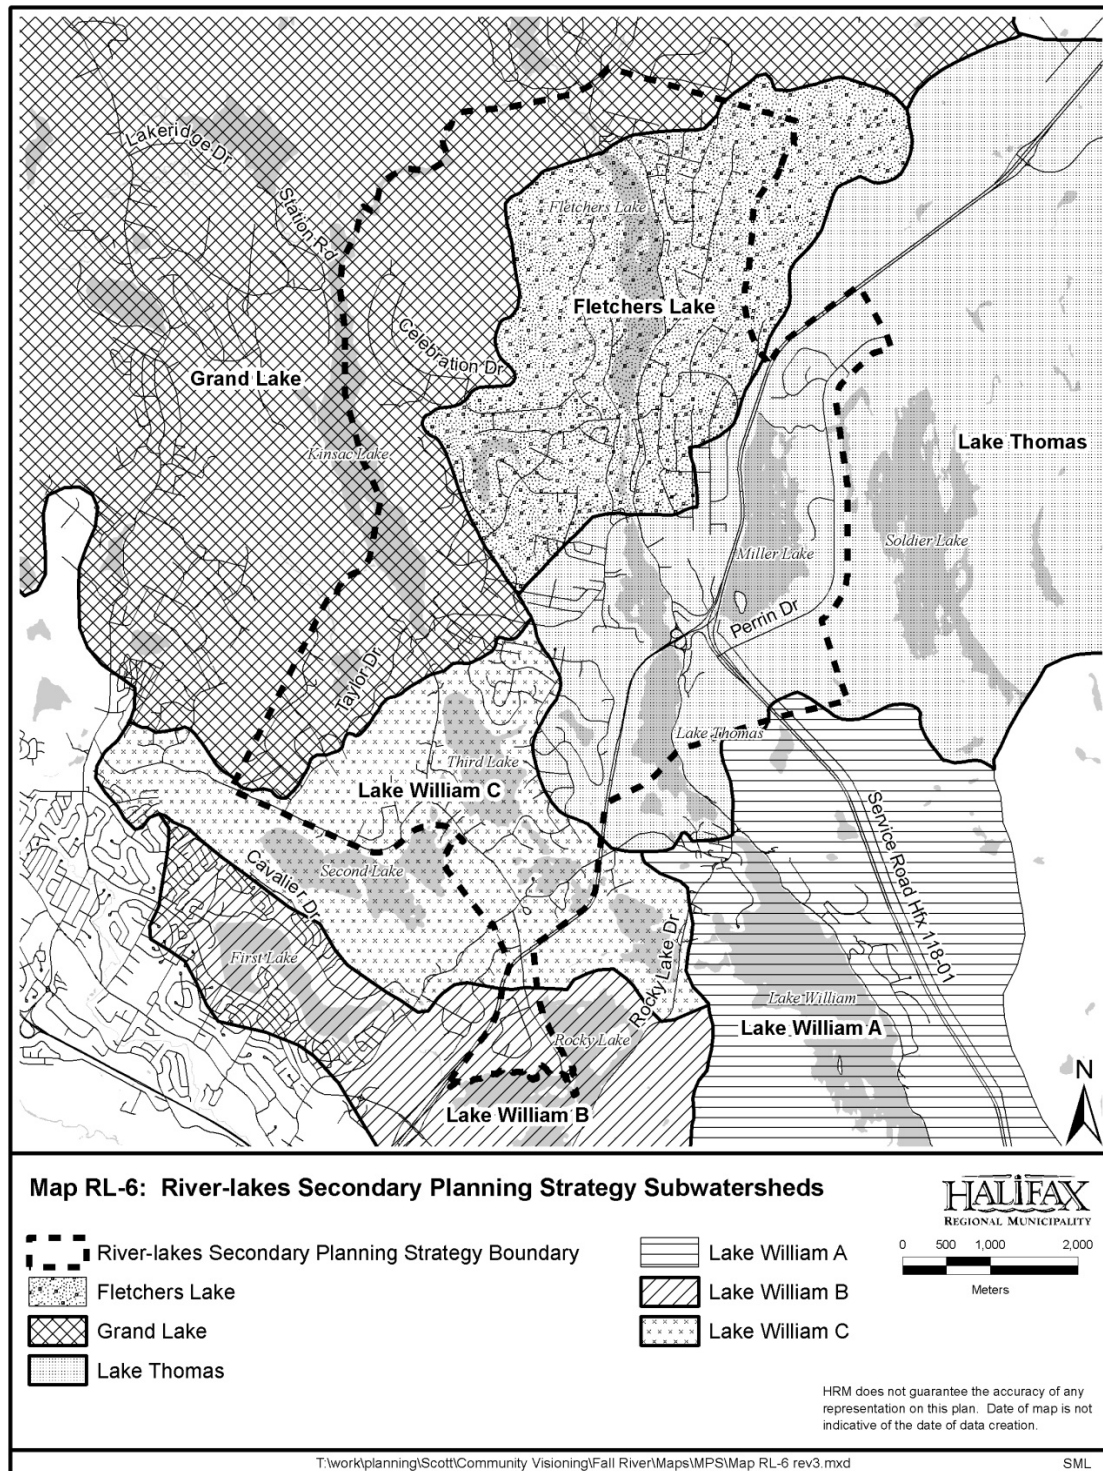 Lakeridge Dr
Station Rd
Fletchers Lake
Fletchers Lake
Celebration Dr
Grand Lake
Lake Thomas
Kinsac Lake
Soldier Lake
Miller Lake
Perrin Dr
Taylor Dr
Lake Thomas
Third Lake
Lake William C
Service Road Hfx 118-01
Second Lake
Cavalier Dr
Rocky Lake Dr
First Lake
Lake William
Lake William A
Rocky Lake
Lake William B
N
Map RL-6: River-lakes Secondary Planning Strategy Subwatersheds
HALIFAX
REGIONAL MUNICIPALITY
River-lakes Secondary Planning Strategy Boundary
Fletchers Lake
Grand Lake
Lake Thomas
Lake William A
Lake William B
Lake William C
0 500 1,000 2,000
Meters
HRM does not guarantee the accuracy of any
representation on this plan. Date of map is not
indicative of the date of data creation.
T:\work\planning\Scott\Community Visioning\Fall River\Maps\MPS\Map RL-6 rev3.mxd SML